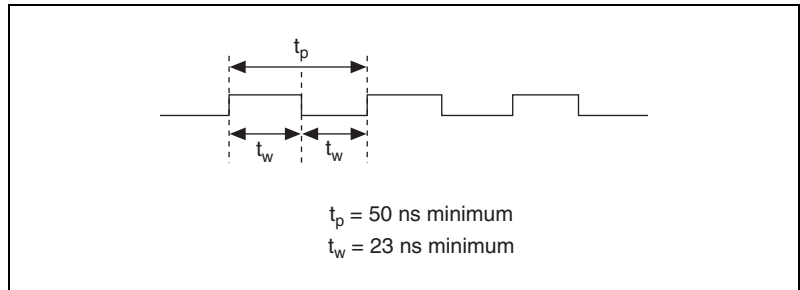 tp
tw tw
tp = 50 ns minimum
tw = 23 ns minimum